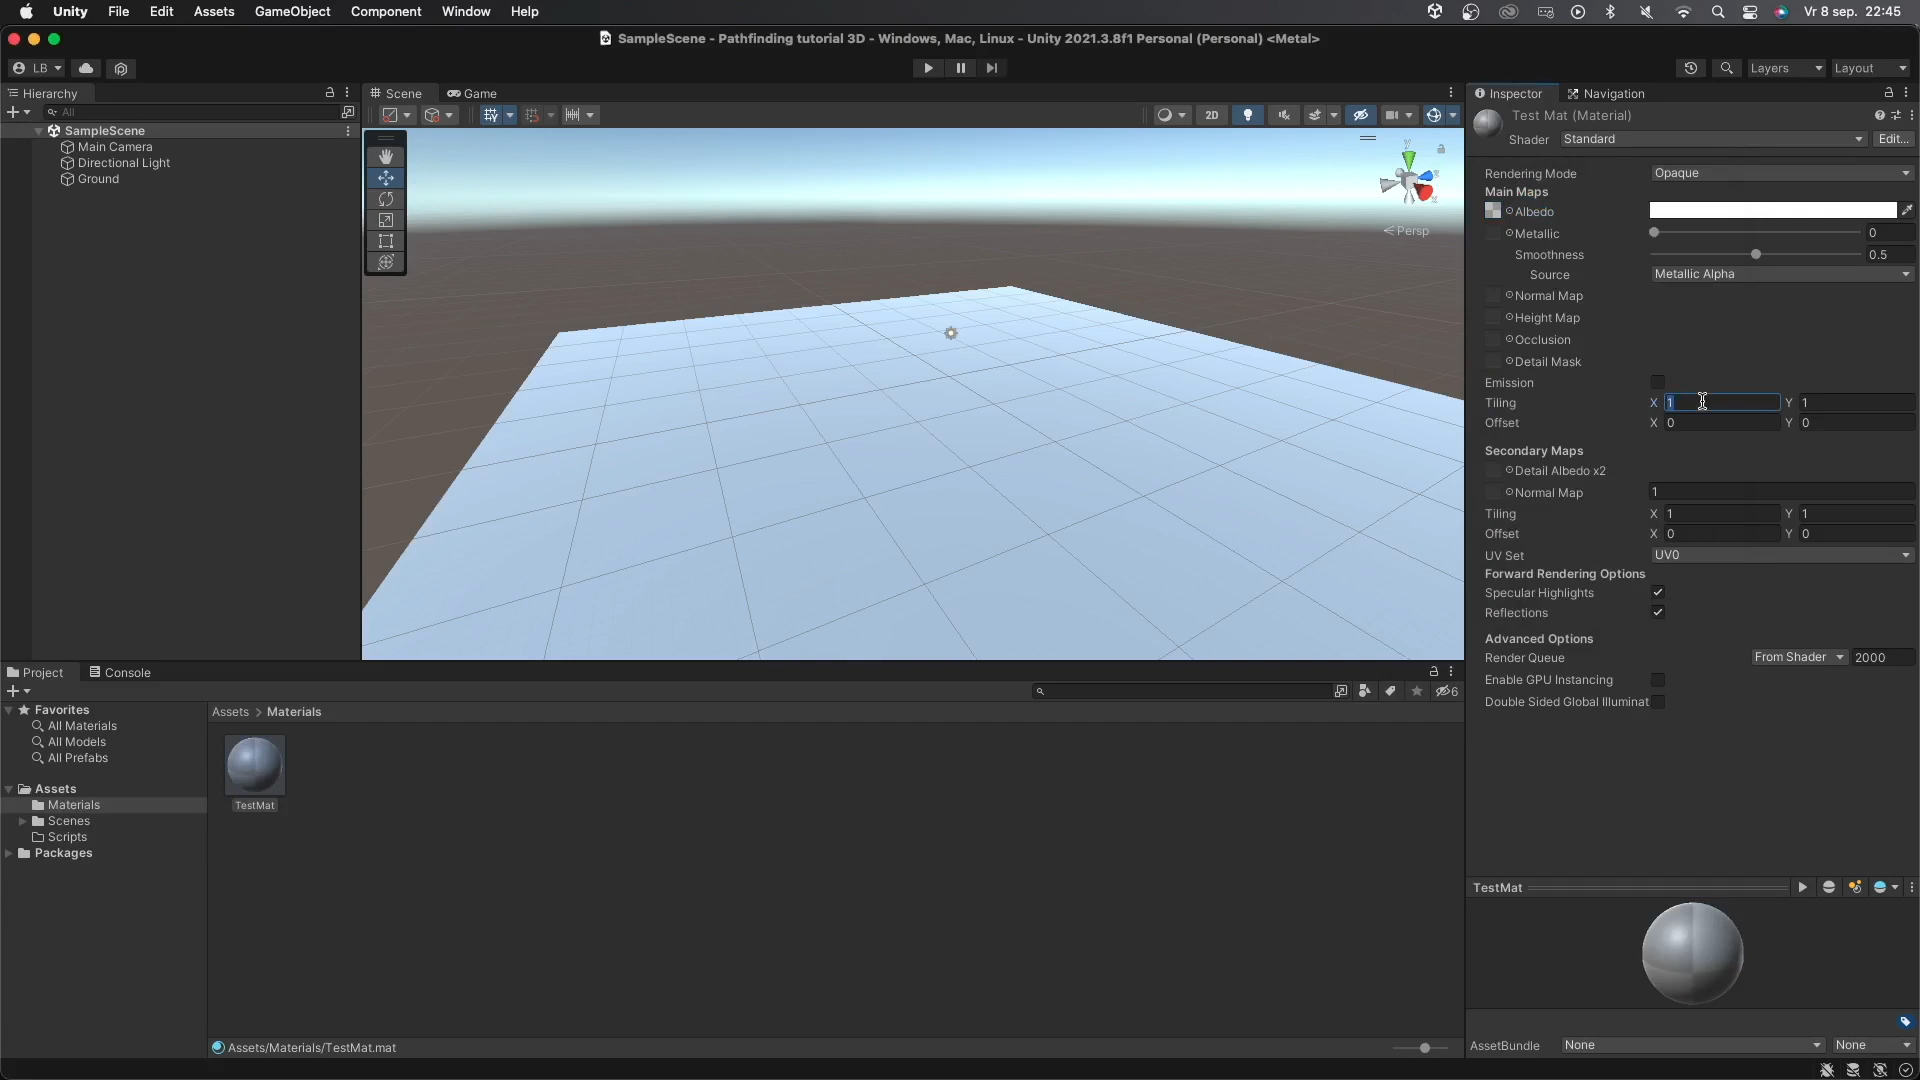 Unity File Edit Assets GameObject Component Window Help Vr 8 sep. 22:45
SampleScene - Pathfinding tutorial 3D - Windows, Mac, Linux - Unity 2021.3.8f1 Personal (Personal) <Metal>
LB Layers Layout
Hierarchy Scene Game Inspector Navigation
All 2D
SampleScene
Main Camera
Directional Light
Ground
y
x
z
Persp
Test Mat (Material)
Shader Standard Edit...
Rendering Mode Opaque
Main Maps
Albedo
Metallic 0
Smoothness 0.5
Source Metallic Alpha
Normal Map
Height Map
Occlusion
Detail Mask
Emission
Tiling X 1 Y 1
Offset X 0 Y 0
Secondary Maps
Detail Albedo x2
Normal Map 1
Tiling X 1 Y 1
Offset X 0 Y 0
UV Set UV0
Forward Rendering Options
Specular Highlights
Reflections
Advanced Options
Render Queue From Shader 2000
Enable GPU Instancing
Double Sided Global Illuminat
Project Console
6
Favorites
All Materials
All Models
All Prefabs
Assets
Materials
Scenes
Scripts
Packages
Assets > Materials
TestMat
Assets/Materials/TestMat.mat
TestMat
AssetBundle None None